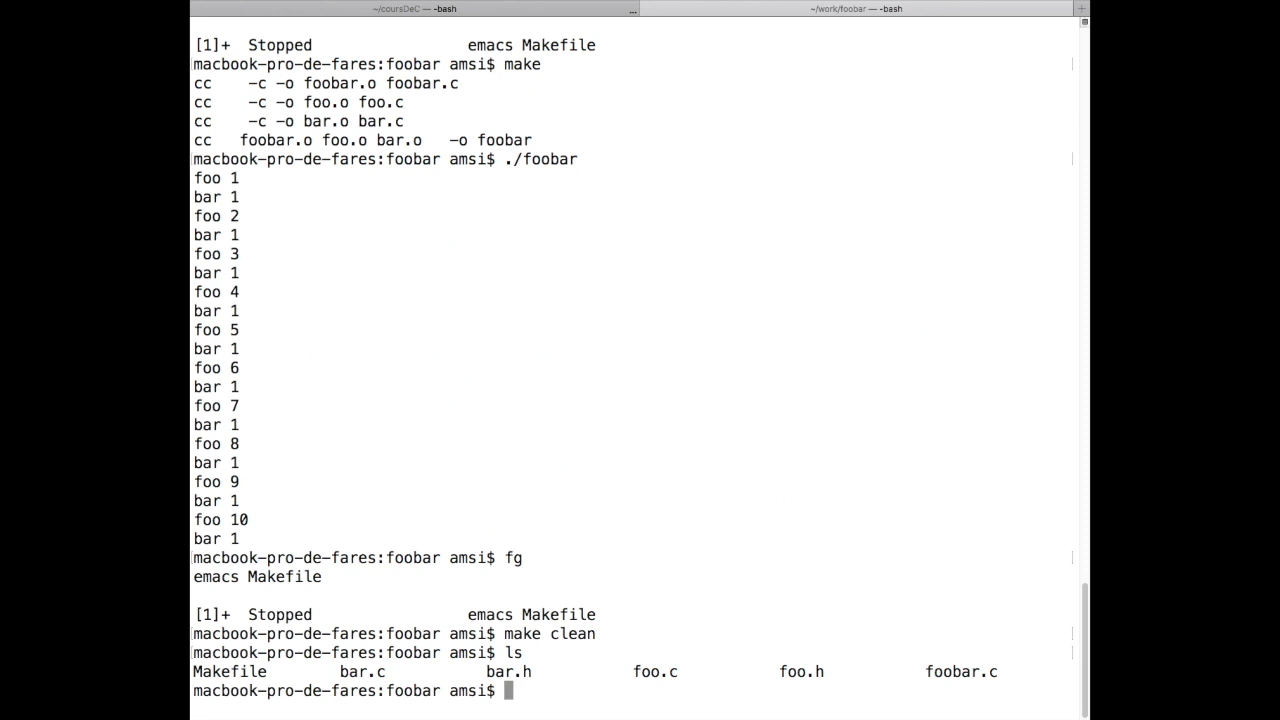 ~/coursDeC — -bash ... ~/work/foobar — -bash +
[1]+  Stopped                 emacs Makefile
macbook-pro-de-fares:foobar amsi$ make
cc    -c -o foobar.o foobar.c
cc    -c -o foo.o foo.c
cc    -c -o bar.o bar.c
cc   foobar.o foo.o bar.o   -o foobar
macbook-pro-de-fares:foobar amsi$ ./foobar
foo 1
bar 1
foo 2
bar 1
foo 3
bar 1
foo 4
bar 1
foo 5
bar 1
foo 6
bar 1
foo 7
bar 1
foo 8
bar 1
foo 9
bar 1
foo 10
bar 1
macbook-pro-de-fares:foobar amsi$ fg
emacs Makefile
[1]+  Stopped                 emacs Makefile
macbook-pro-de-fares:foobar amsi$ make clean
macbook-pro-de-fares:foobar amsi$ ls
Makefile        bar.c           bar.h           foo.c           foo.h           foobar.c
macbook-pro-de-fares:foobar amsi$